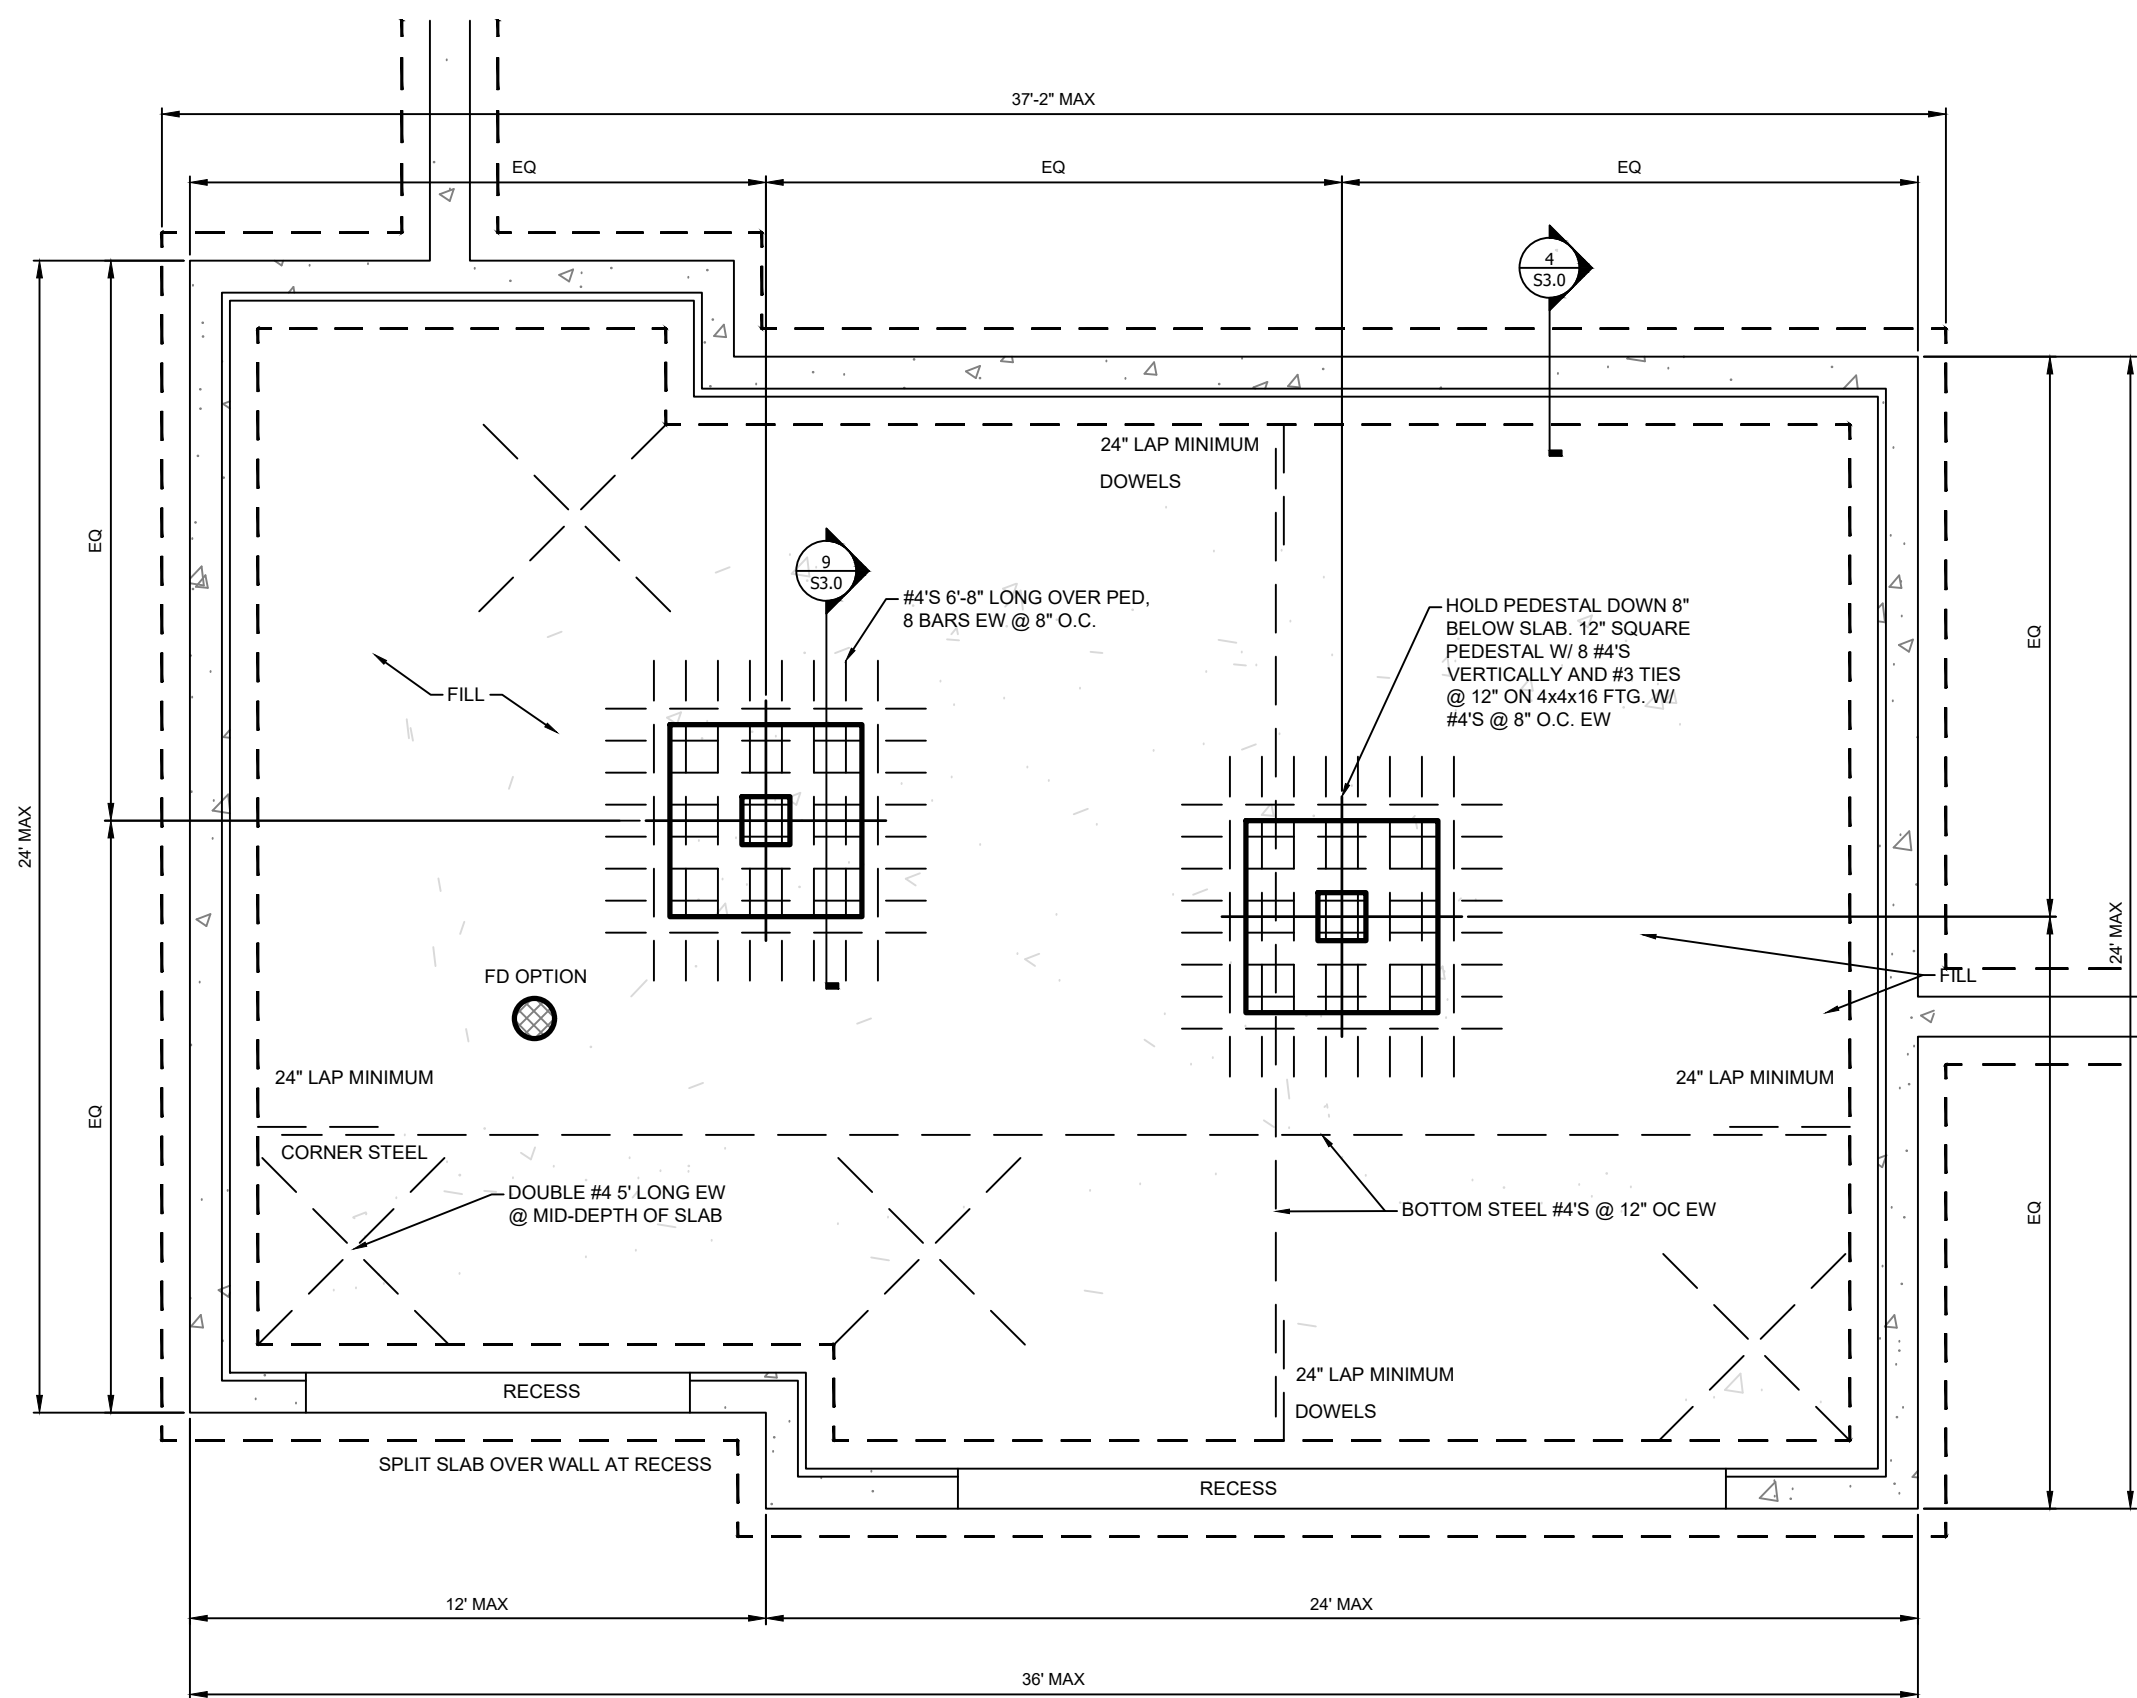 37'-2" MAX
EQ
EQ
EQ
4
S3.0
24" LAP MINIMUM
DOWELS
EQ
9
S3.0
#4'S 6'-8" LONG OVER PED,
8 BARS EW @ 8" O.C.
HOLD PEDESTAL DOWN 8"
BELOW SLAB. 12" SQUARE
PEDESTAL W/ 8 #4'S
VERTICALLY AND #3 TIES
@ 12" ON 4x4x16 FTG. W/
#4'S @ 8" O.C. EW
EQ
FILL
24' MAX
24' MAX
FD OPTION
FILL
24" LAP MINIMUM
24" LAP MINIMUM
EQ
CORNER STEEL
DOUBLE #4 5' LONG EW
@ MID-DEPTH OF SLAB
BOTTOM STEEL #4'S @ 12" OC EW
EQ
RECESS
24" LAP MINIMUM
DOWELS
SPLIT SLAB OVER WALL AT RECESS
RECESS
12' MAX
24' MAX
36' MAX